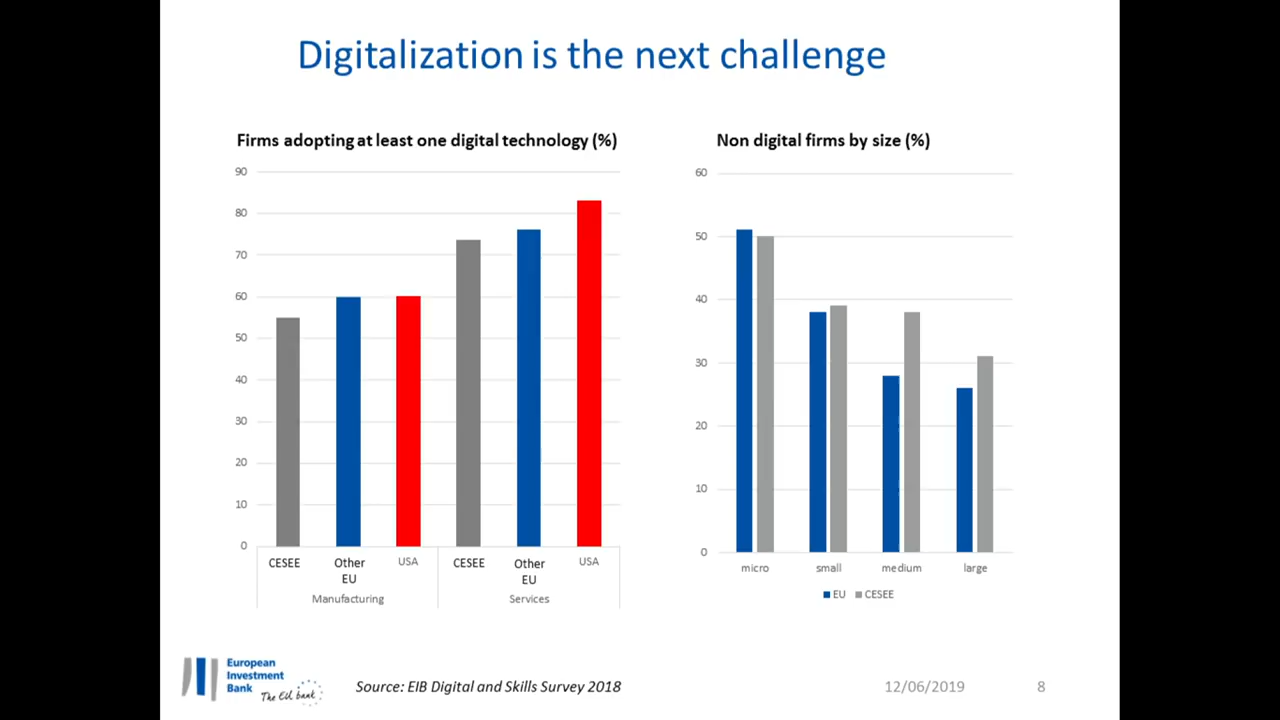 Digitalization is the next challenge
Firms adopting at least one digital technology (%)
90
80
70
60
50
40
30
20
10
0
CESEE
Other
EU
USA
CESEE
Other
EU
USA
Manufacturing
Services
Non digital firms by size (%)
60
50
40
30
20
10
0
micro
small
medium
large
EU
CESEE
European
Investment
Bank
The EU bank
Source: EIB Digital and Skills Survey 2018
12/06/2019
8